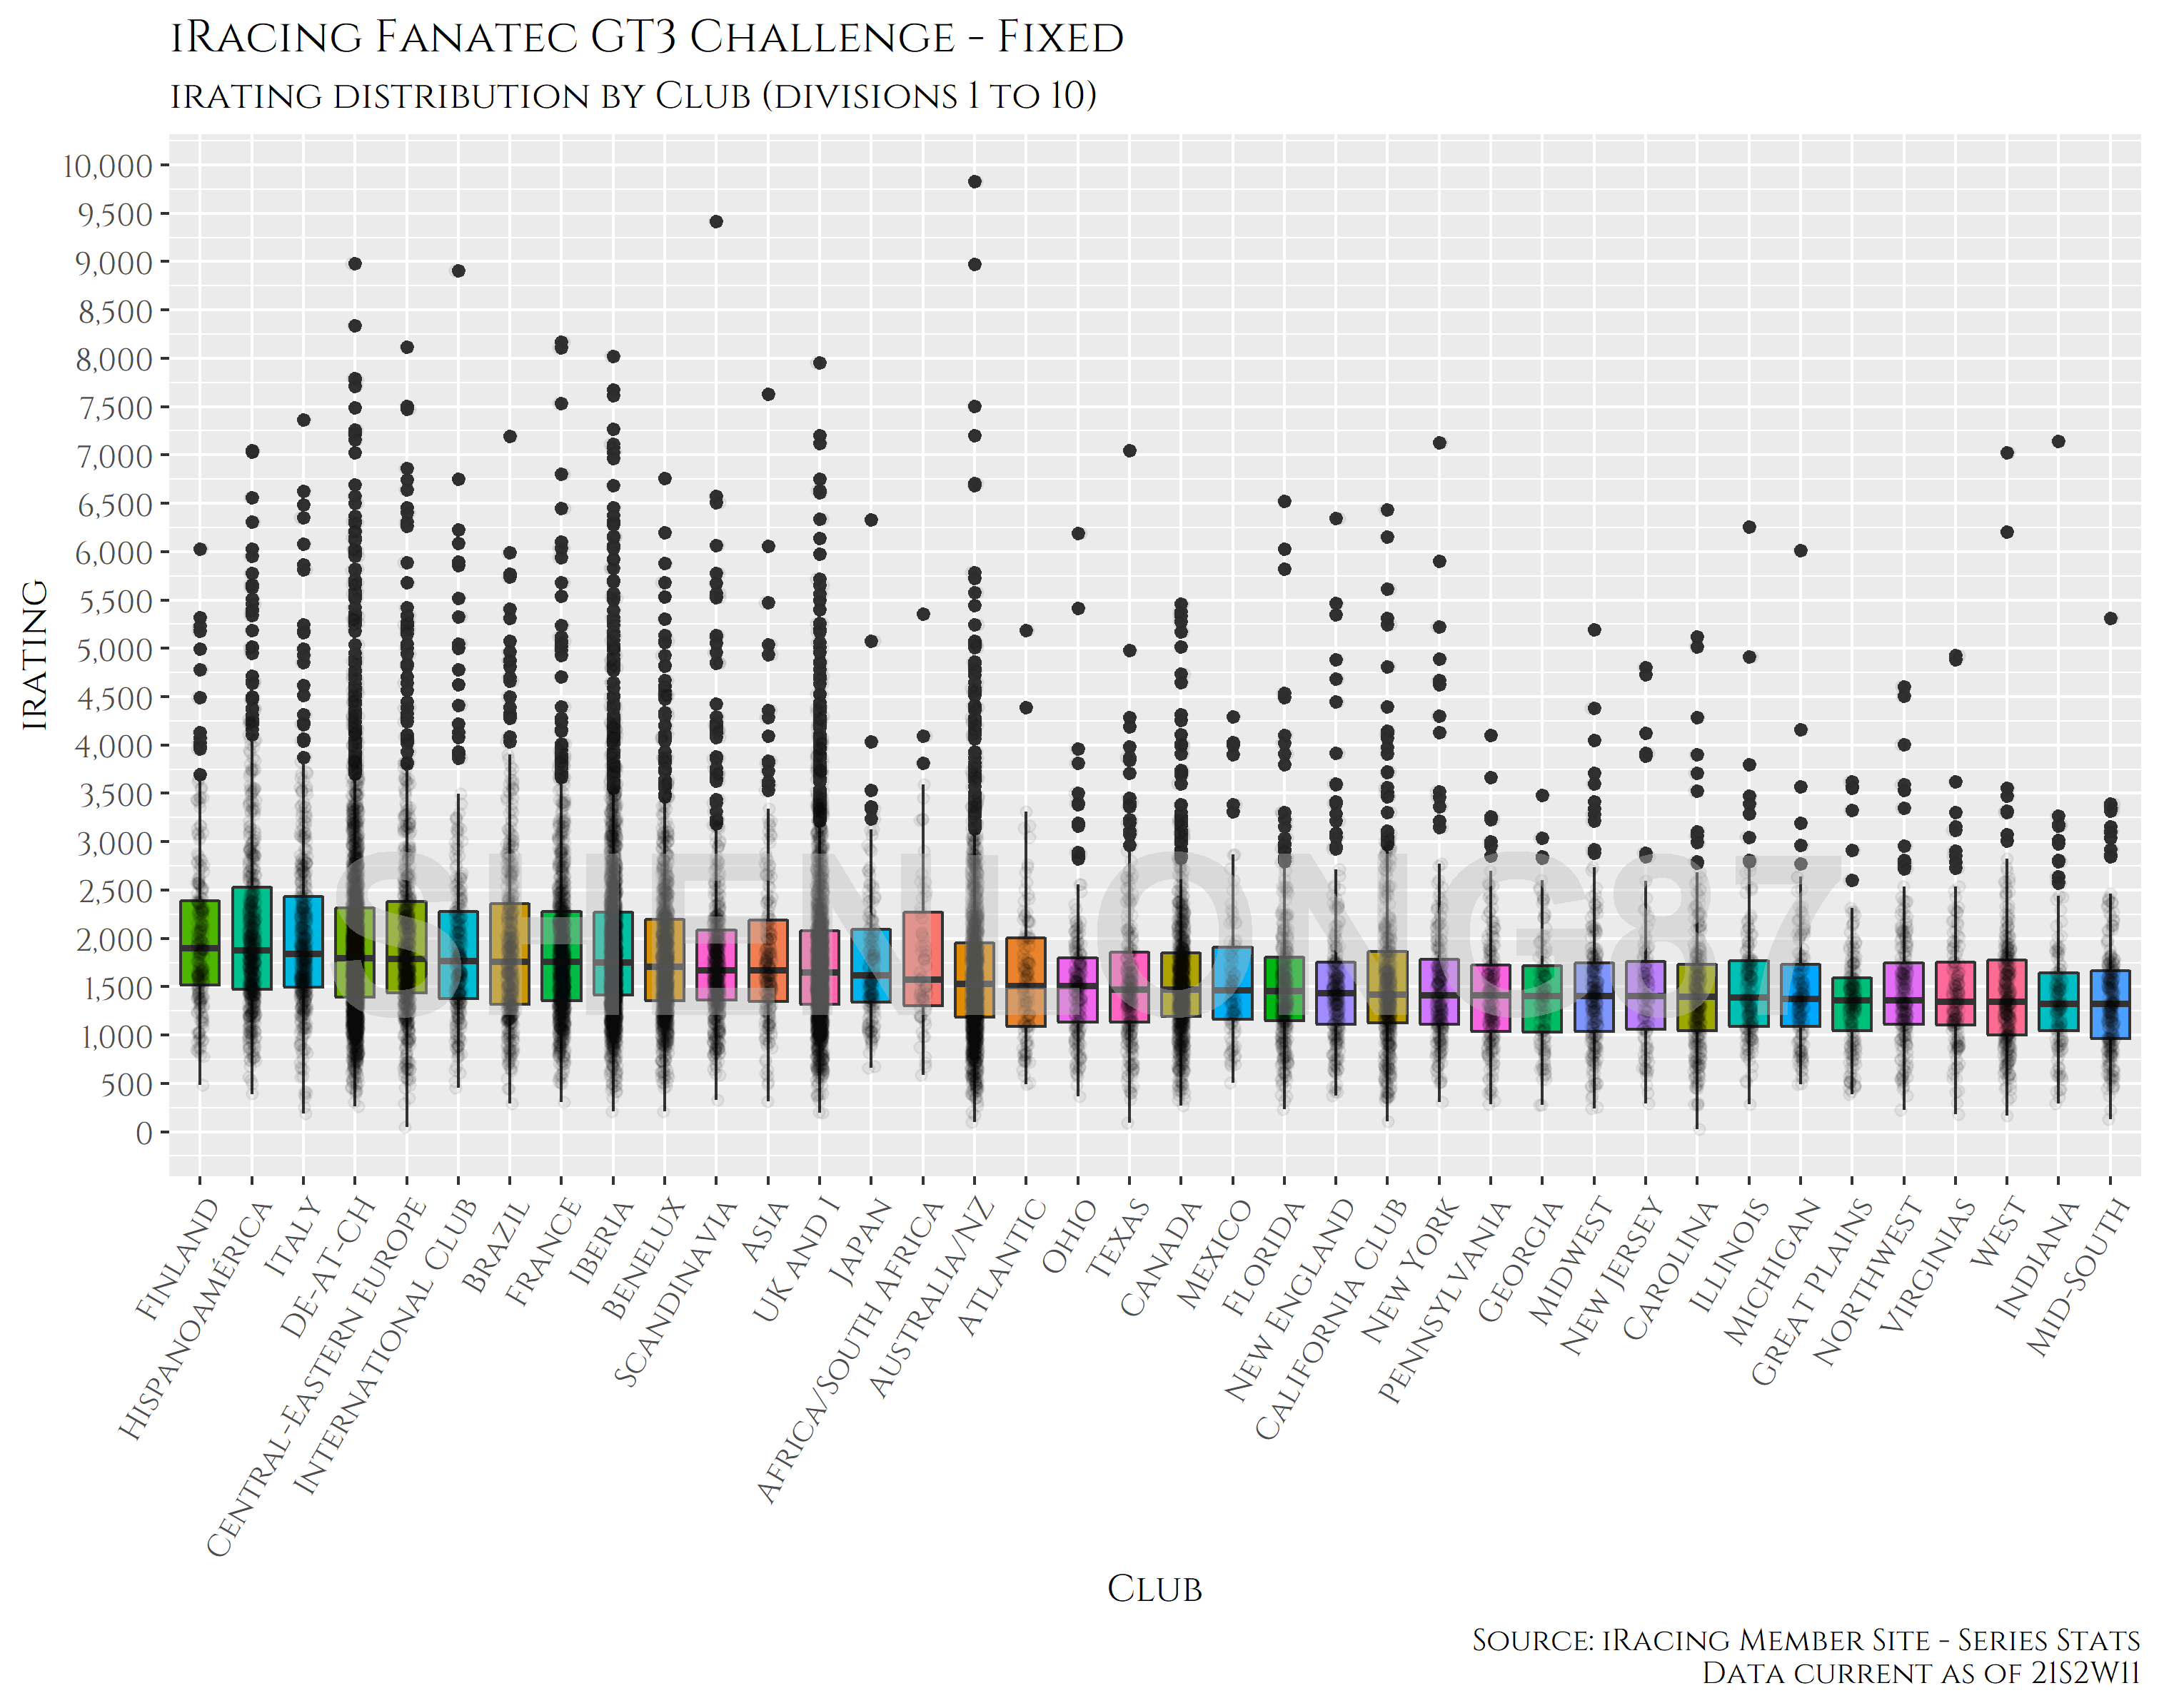 iRacing Fanatec GT3 Challenge - Fixed
irating distribution by Club (divisions 1 to 10)
10,000
9,500
9,000
8,500
8,000
7,500
7,000
6,500
6,000
5,500
5,000
4,500
4,000
3,500
3,000
2,500
2,000
1,500
1,000
500
0
irating
SHENLONG87
Finland
Hispanoamérica
Italy
DE-AT-CH
Central-Eastern Europe
International Club
Brazil
France
Iberia
Benelux
Scandinavia
Asia
UK and I
Japan
Africa/South Africa
Australia/NZ
Atlantic
Ohio
Texas
Canada
Mexico
Florida
New England
California Club
New York
Pennsylvania
Georgia
Midwest
New Jersey
Carolina
Illinois
Michigan
Great Plains
Northwest
Virginias
West
Indiana
Mid-South
Club
Source: iRacing Member Site - Series Stats
Data current as of 21S2W11